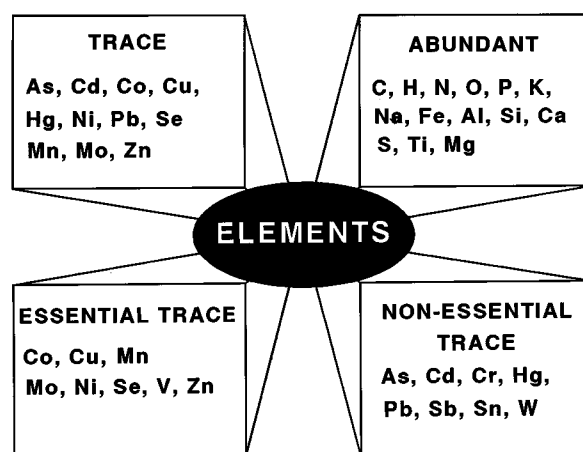 TRACE
As, Cd, Co, Cu,
Hg, Ni, Pb, Se
Mn, Mo, Zn
ABUNDANT
C, H, N, O, P, K,
Na, Fe, Al, Si, Ca
S, Ti, Mg
ELEMENTS
ESSENTIAL TRACE
Co, Cu, Mn
Mo, Ni, Se, V, Zn
NON-ESSENTIAL
TRACE
As, Cd, Cr, Hg,
Pb, Sb, Sn, W